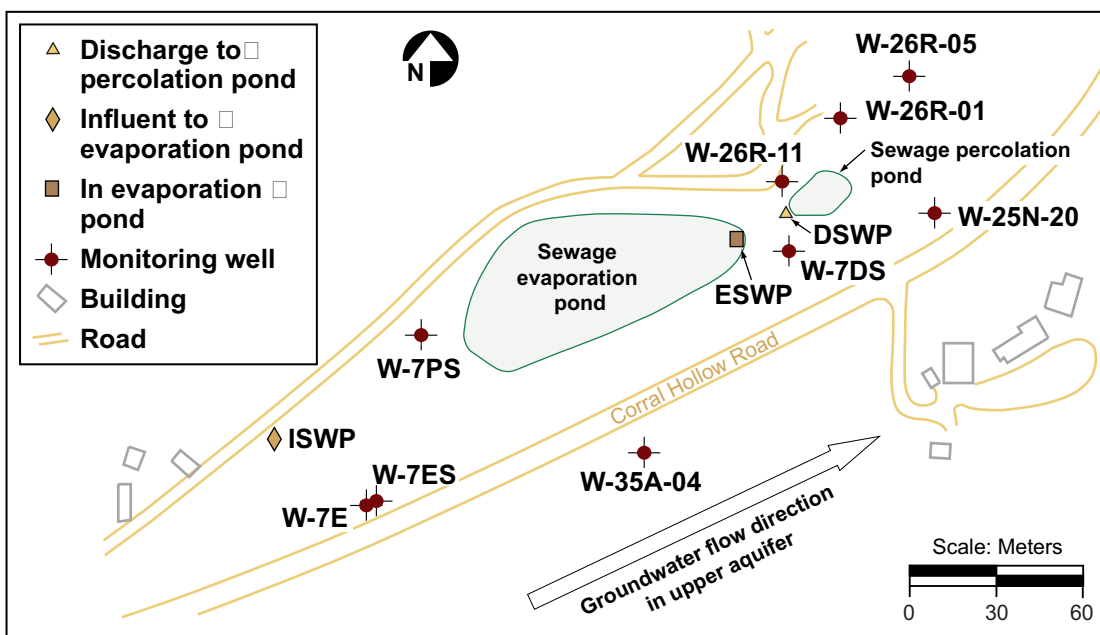 Discharge to
percolation pond
Influent to
evaporation pond
In evaporation
pond
Monitoring well
Building
Road
N
W-26R-05
W-26R-01
W-26R-11
Sewage percolation
pond
W-25N-20
DSWP
W-7DS
ESWP
Sewage
evaporation
pond
W-7PS
Corral Hollow Road
ISWP
W-7ES
W-7E
W-35A-04
Groundwater flow direction
in upper aquifer
Scale: Meters
0 30 60